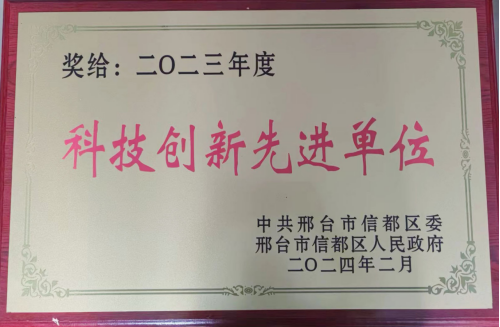 奖给：二〇二三年度
科技创新先进单位
中共邢台市信都区委
邢台市信都区人民政府
二〇二四年二月